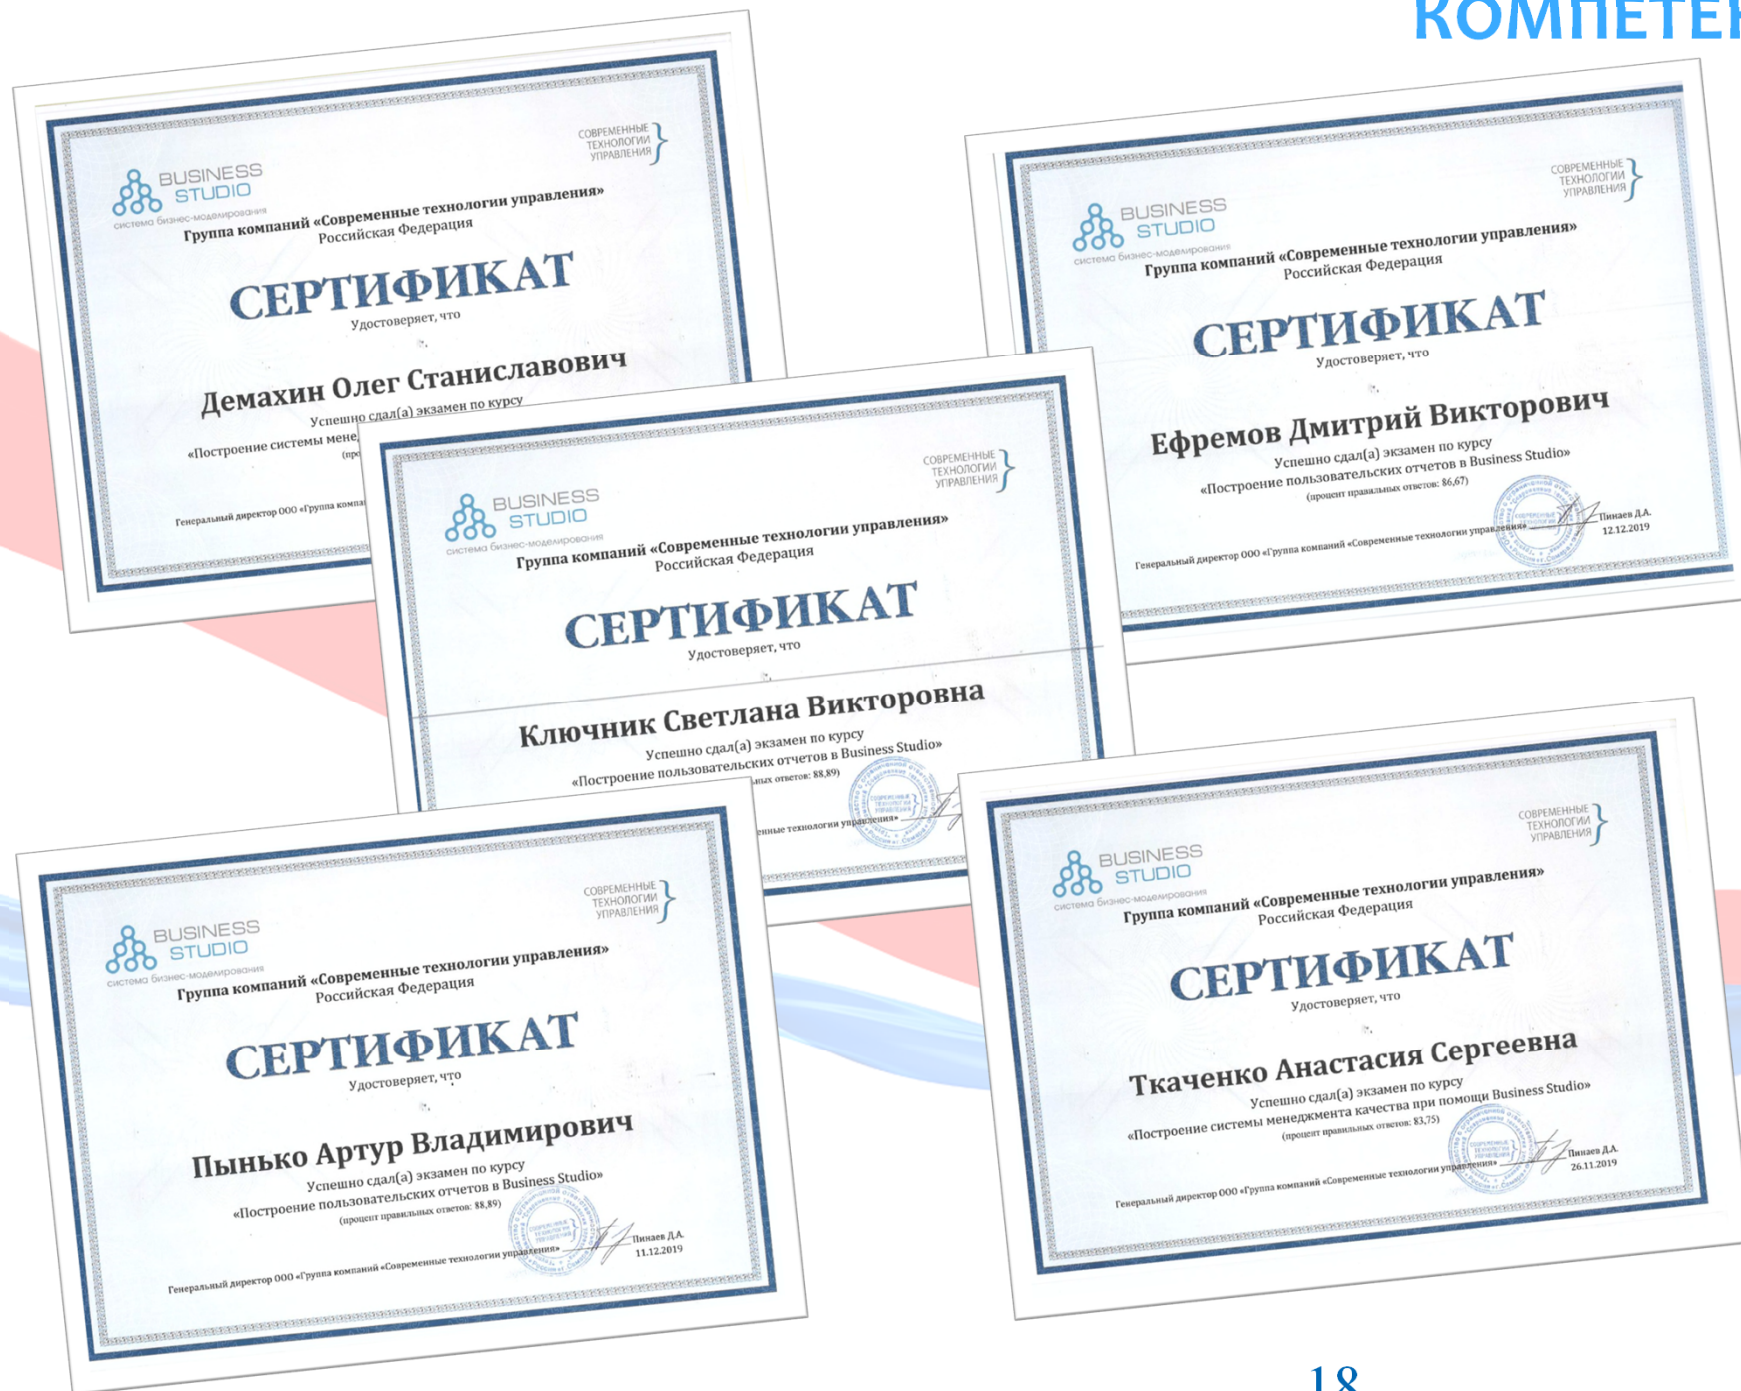 КОМПЕТЕН
BUSINESS
STUDIO
система бизнес-моделирования
СОВРЕМЕННЫЕ
ТЕХНОЛОГИИ
УПРАВЛЕНИЯ
Группа компаний «Современные технологии управления»
Российская Федерация
СЕРТИФИКАТ
Удостоверяет, что
Демахин Олег Станиславович
Успешно сдал(а) экзамен по курсу
«Построение системы мене
(про
Генеральный директор ООО «Группа компа
BUSINESS
STUDIO
система бизнес-моделирования
СОВРЕМЕННЫЕ
ТЕХНОЛОГИИ
УПРАВЛЕНИЯ
Группа компаний «Современные технологии управления»
Российская Федерация
СЕРТИФИКАТ
Удостоверяет, что
Ефремов Дмитрий Викторович
Успешно сдал(а) экзамен по курсу
«Построение пользовательских отчетов в Business Studio»
(процент правильных ответов: 86,67)
Генеральный директор ООО «Группа компаний «Современные технологии управления» Пинаев Д.А.
12.12.2019
BUSINESS
STUDIO
система бизнес-моделирования
СОВРЕМЕННЫЕ
ТЕХНОЛОГИИ
УПРАВЛЕНИЯ
Группа компаний «Современные технологии управления»
Российская Федерация
СЕРТИФИКАТ
Удостоверяет, что
Ключник Светлана Викторовна
Успешно сдал(а) экзамен по курсу
«Построение пользовательских отчетов в Business Studio»
ответов: 88,89)
технологии управления»
BUSINESS
STUDIO
система бизнес-моделирования
СОВРЕМЕННЫЕ
ТЕХНОЛОГИИ
УПРАВЛЕНИЯ
Группа компаний «Современные технологии управления»
Российская Федерация
СЕРТИФИКАТ
Удостоверяет, что
Пынько Артур Владимирович
Успешно сдал(а) экзамен по курсу
«Построение пользовательских отчетов в Business Studio»
(процент правильных ответов: 88,89)
Генеральный директор ООО «Группа компаний «Современные технологии управления» Пинаев Д.А.
11.12.2019
BUSINESS
STUDIO
система бизнес-моделирования
СОВРЕМЕННЫЕ
ТЕХНОЛОГИИ
УПРАВЛЕНИЯ
Группа компаний «Современные технологии управления»
Российская Федерация
СЕРТИФИКАТ
Удостоверяет, что
Ткаченко Анастасия Сергеевна
Успешно сдал(а) экзамен по курсу
«Построение системы менеджмента качества при помощи Business Studio»
(процент правильных ответов: 83,75)
Генеральный директор ООО «Группа компаний «Современные технологии управления» Пинаев Д.А.
26.11.2019
18